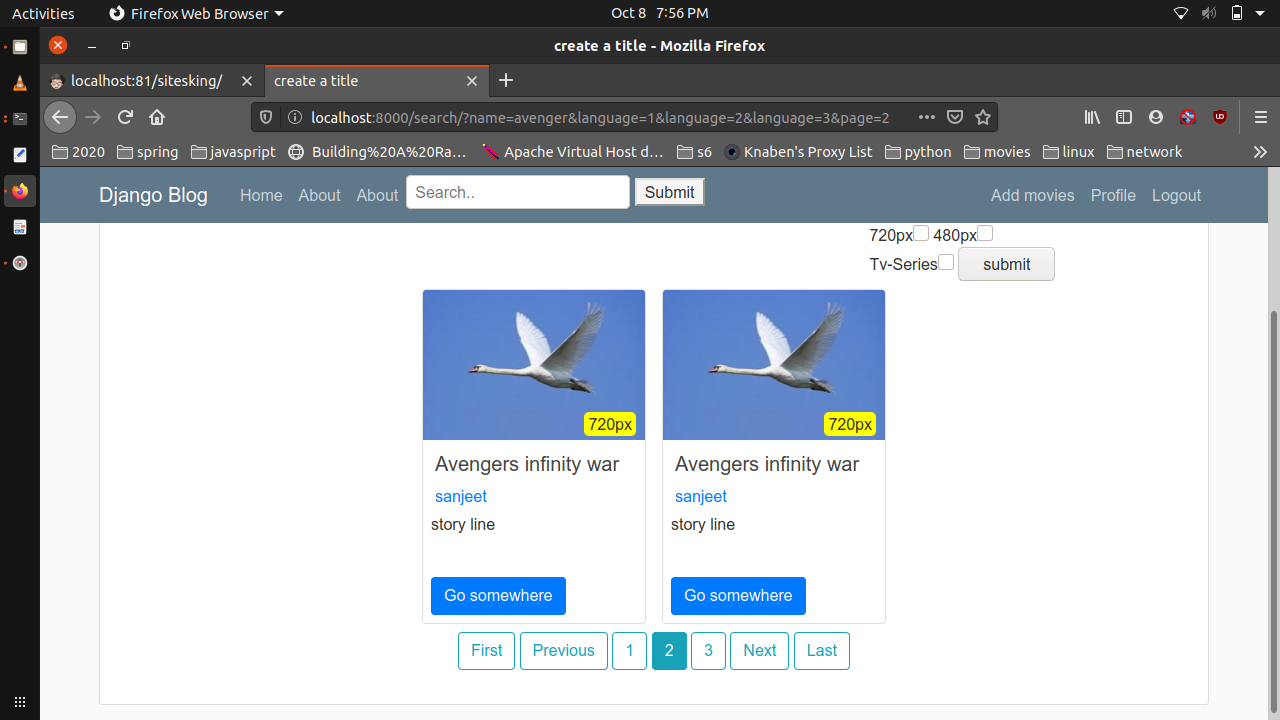 Activities Firefox Web Browser Oct 8 7:56 PM
create a title - Mozilla Firefox
localhost:81/sitesking/ create a title
localhost:8000/search/?name=avenger&language=1&language=2&language=3&page=2
2020 spring javascript Building%20A%20Ra… Apache Virtual Host d… s6 Knaben's Proxy List python movies linux network
Django Blog Home About About Search.. Submit Add movies Profile Logout
720px 480px
Tv-Series submit
720px 720px
Avengers infinity war Avengers infinity war
sanjeet sanjeet
story line story line
Go somewhere Go somewhere
First Previous 1 2 3 Next Last